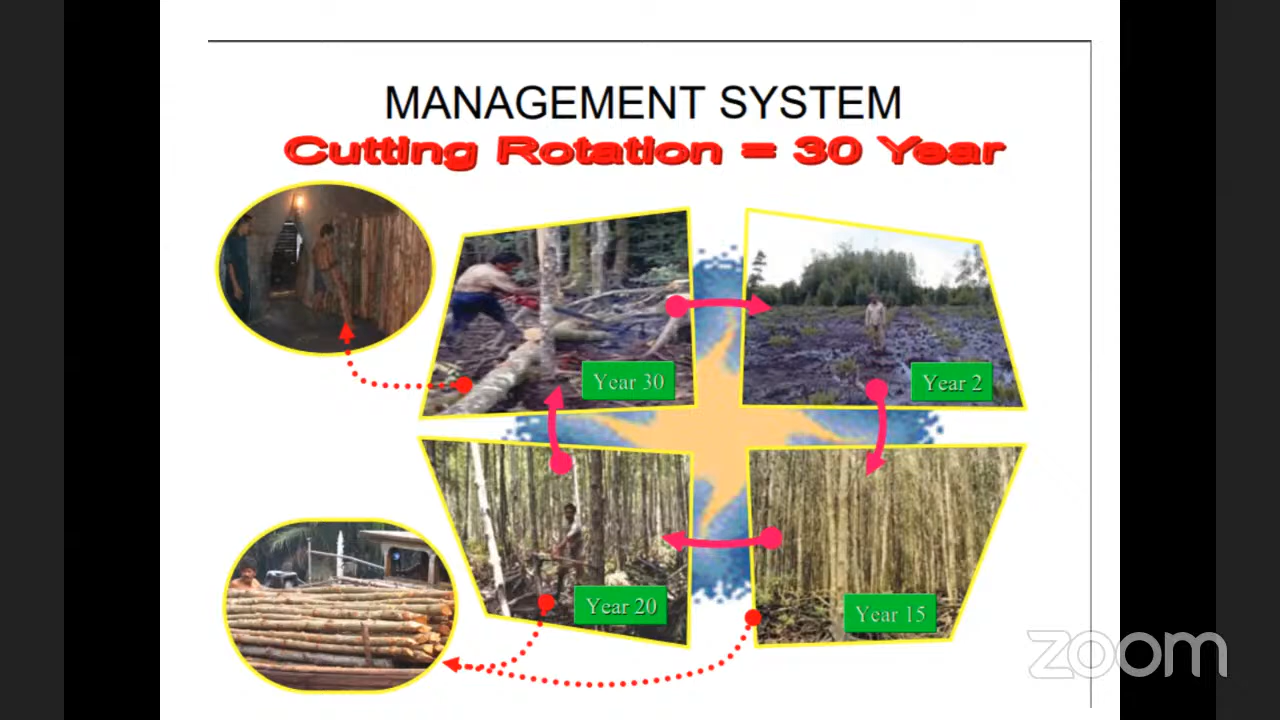 MANAGEMENT SYSTEM
Cutting Rotation = 30 Year
Year 30
Year 2
Year 20
Year 15
zoom